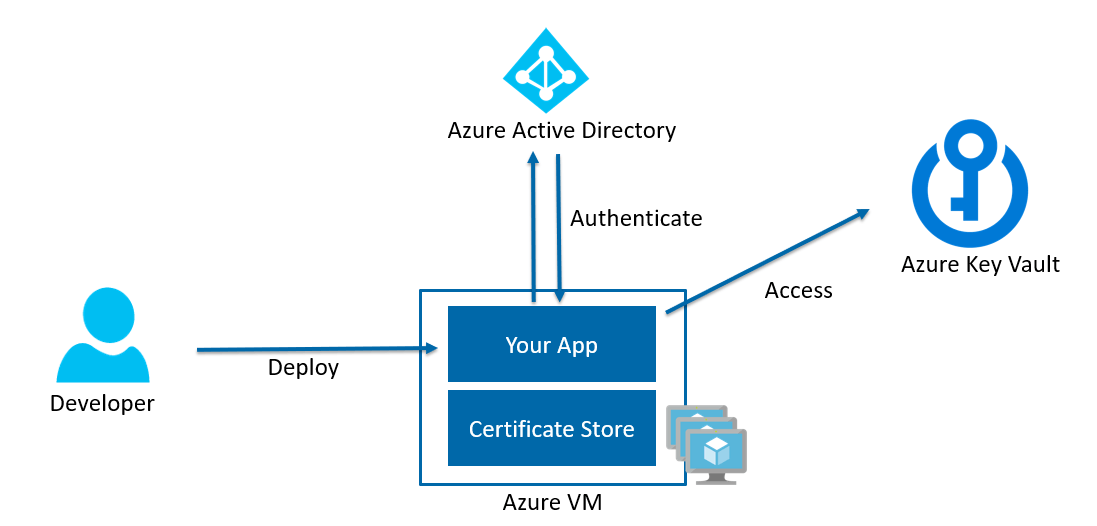 Azure Active Directory
Authenticate
Azure Key Vault
Access
Your App
Deploy
Developer
Certificate Store
Azure VM